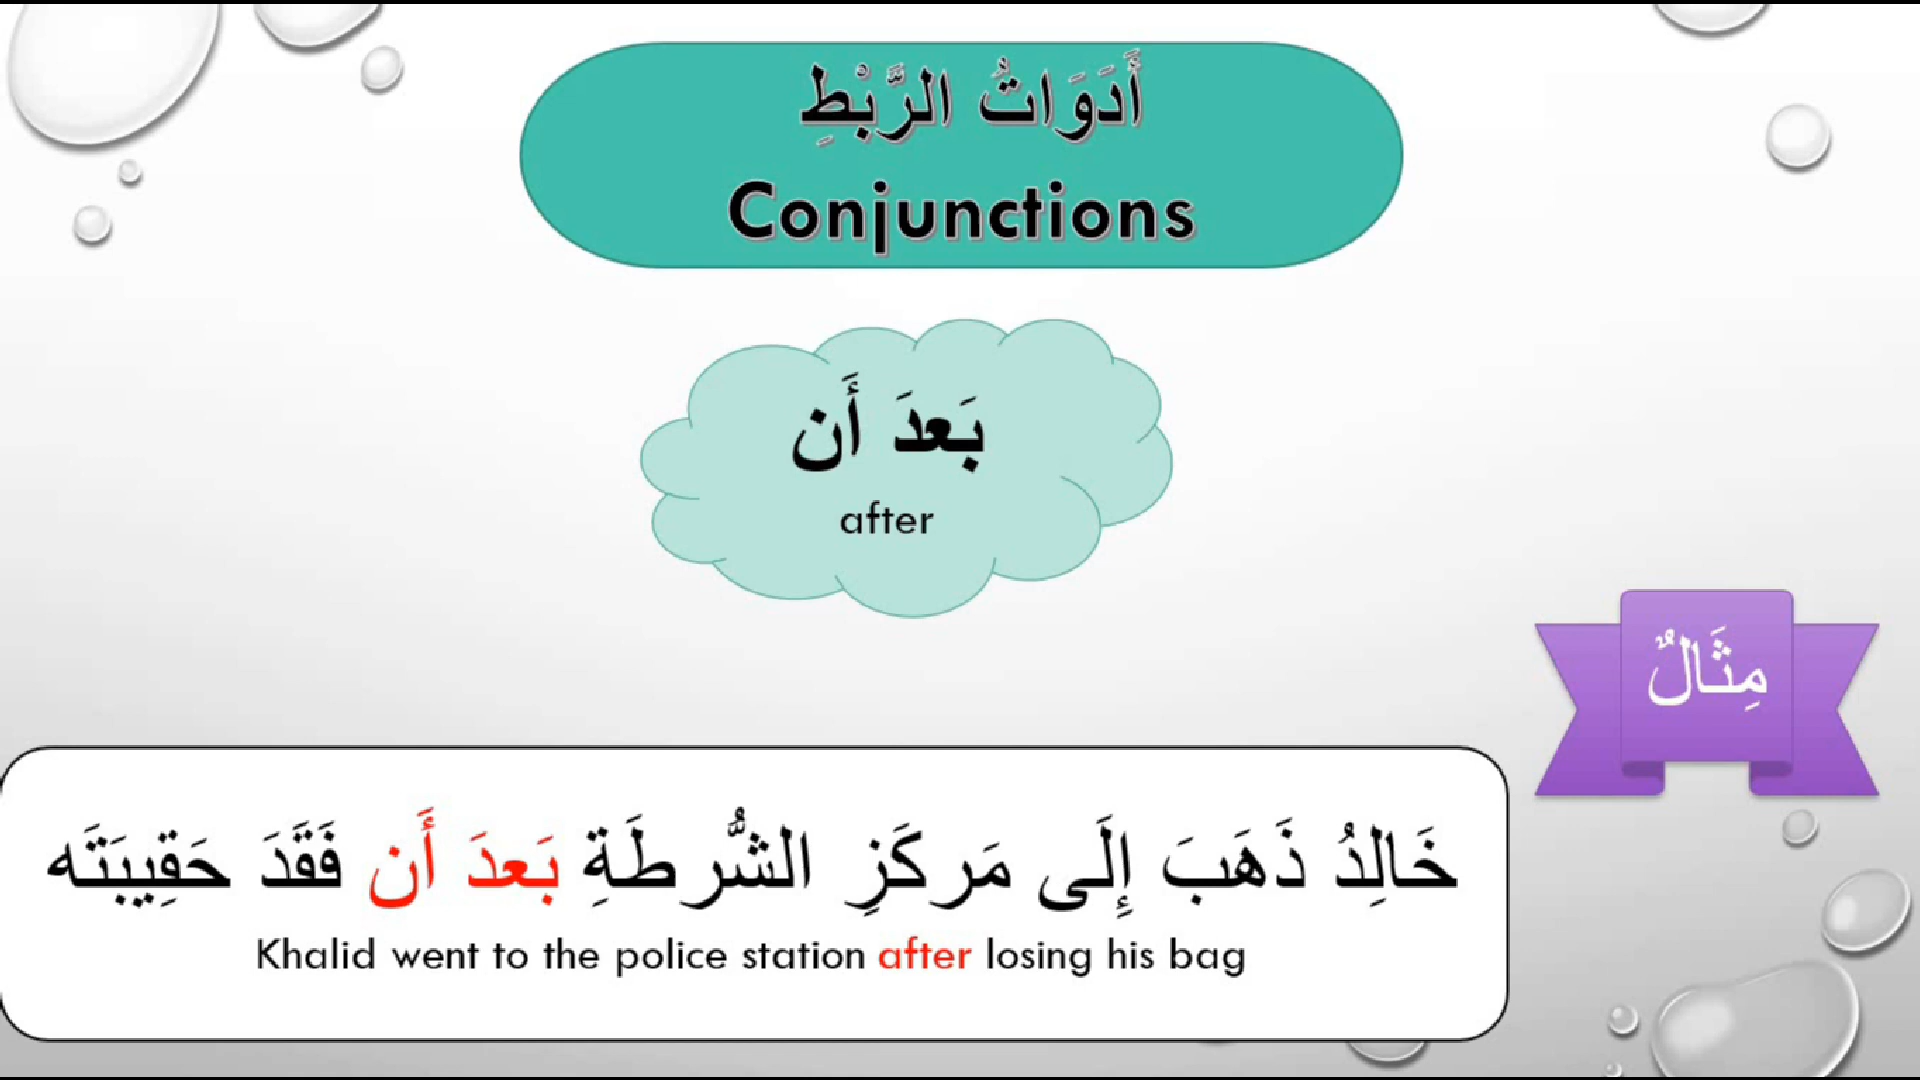 أَدَوَاتُ الرَّبْطِ
Conjunctions
بَعدَ أَن
after
مِثَالٌ
خَالِدُ ذَهَبَ إِلَى مَركَزِ الشُّرطَةِ بَعدَ أَن فَقَدَ حَقِيبَتَه
Khalid went to the police station after losing his bag